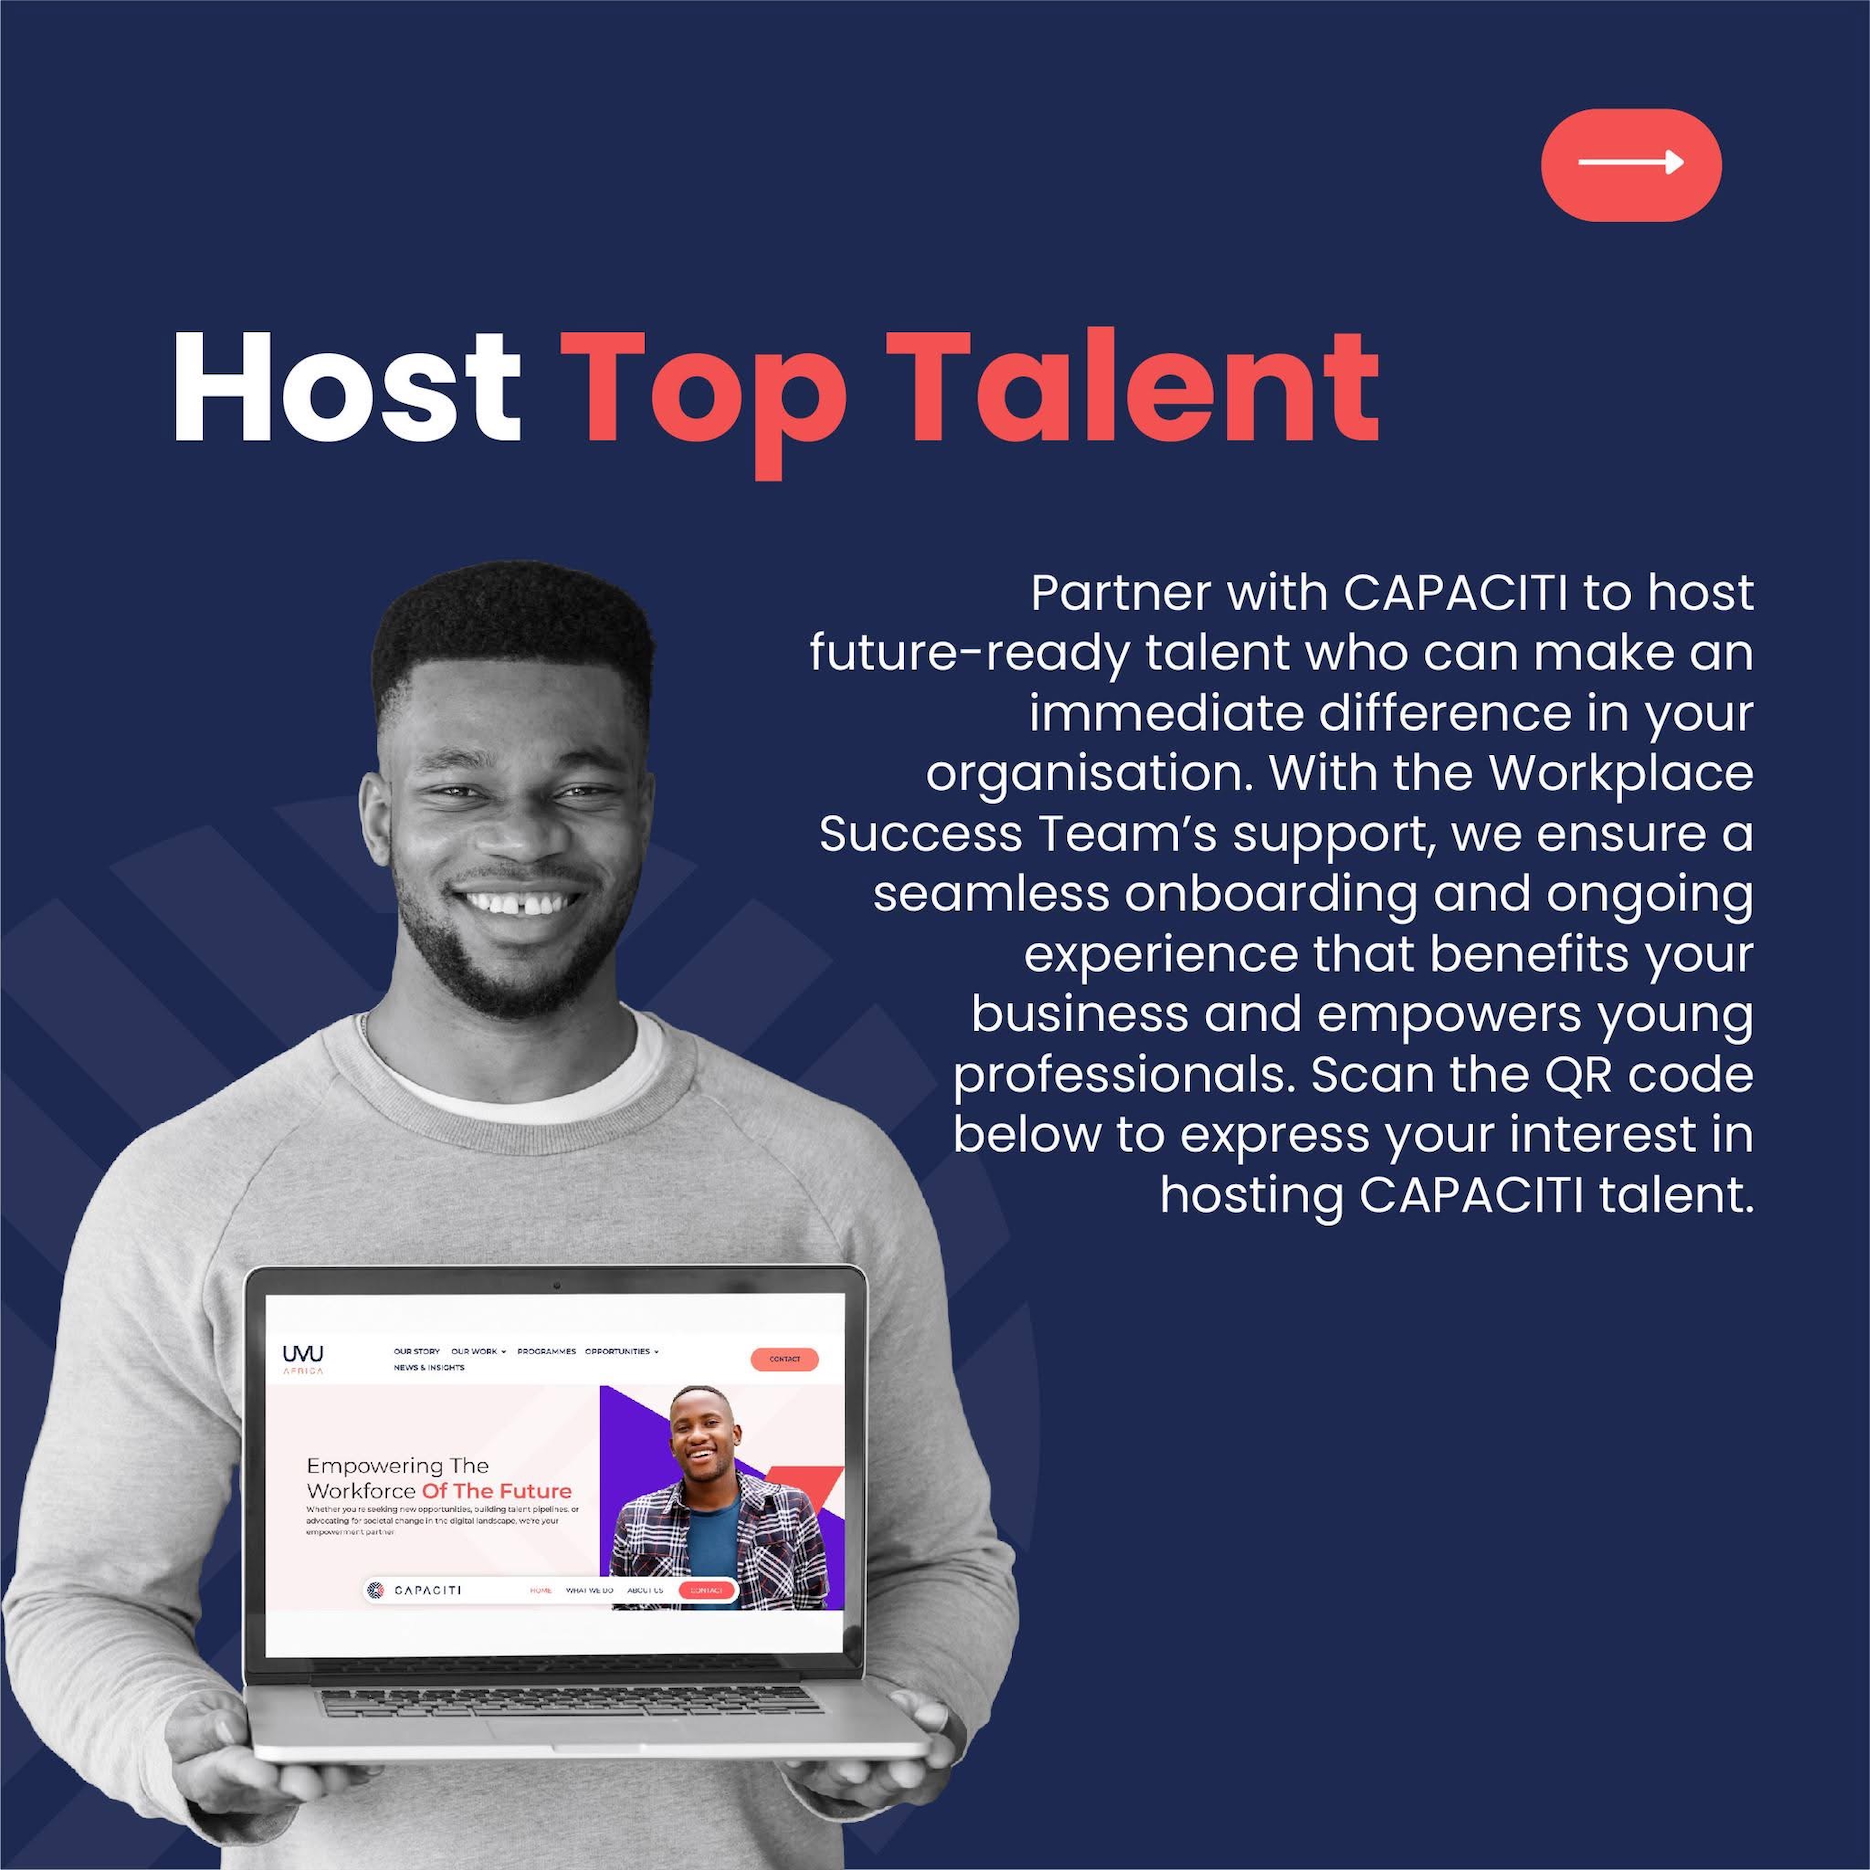 Host Top Talent
Partner with CAPACITI to host
future-ready talent who can make an
immediate difference in your
organisation. With the Workplace
Success Team’s support, we ensure a
seamless onboarding and ongoing
experience that benefits your
business and empowers young
professionals. Scan the QR code
below to express your interest in
hosting CAPACITI talent.
UVU
AFRICA
OUR STORY OUR WORK PROGRAMMES OPPORTUNITIES
NEWS & INSIGHTS
CONTACT
Empowering The
Workforce Of The Future
Whether you're seeking new opportunities, building talent pipelines, or
advocating for societal change in the digital landscape, we're your
empowerment partner
CAPACITI HOME WHAT WE DO ABOUT US CONTACT